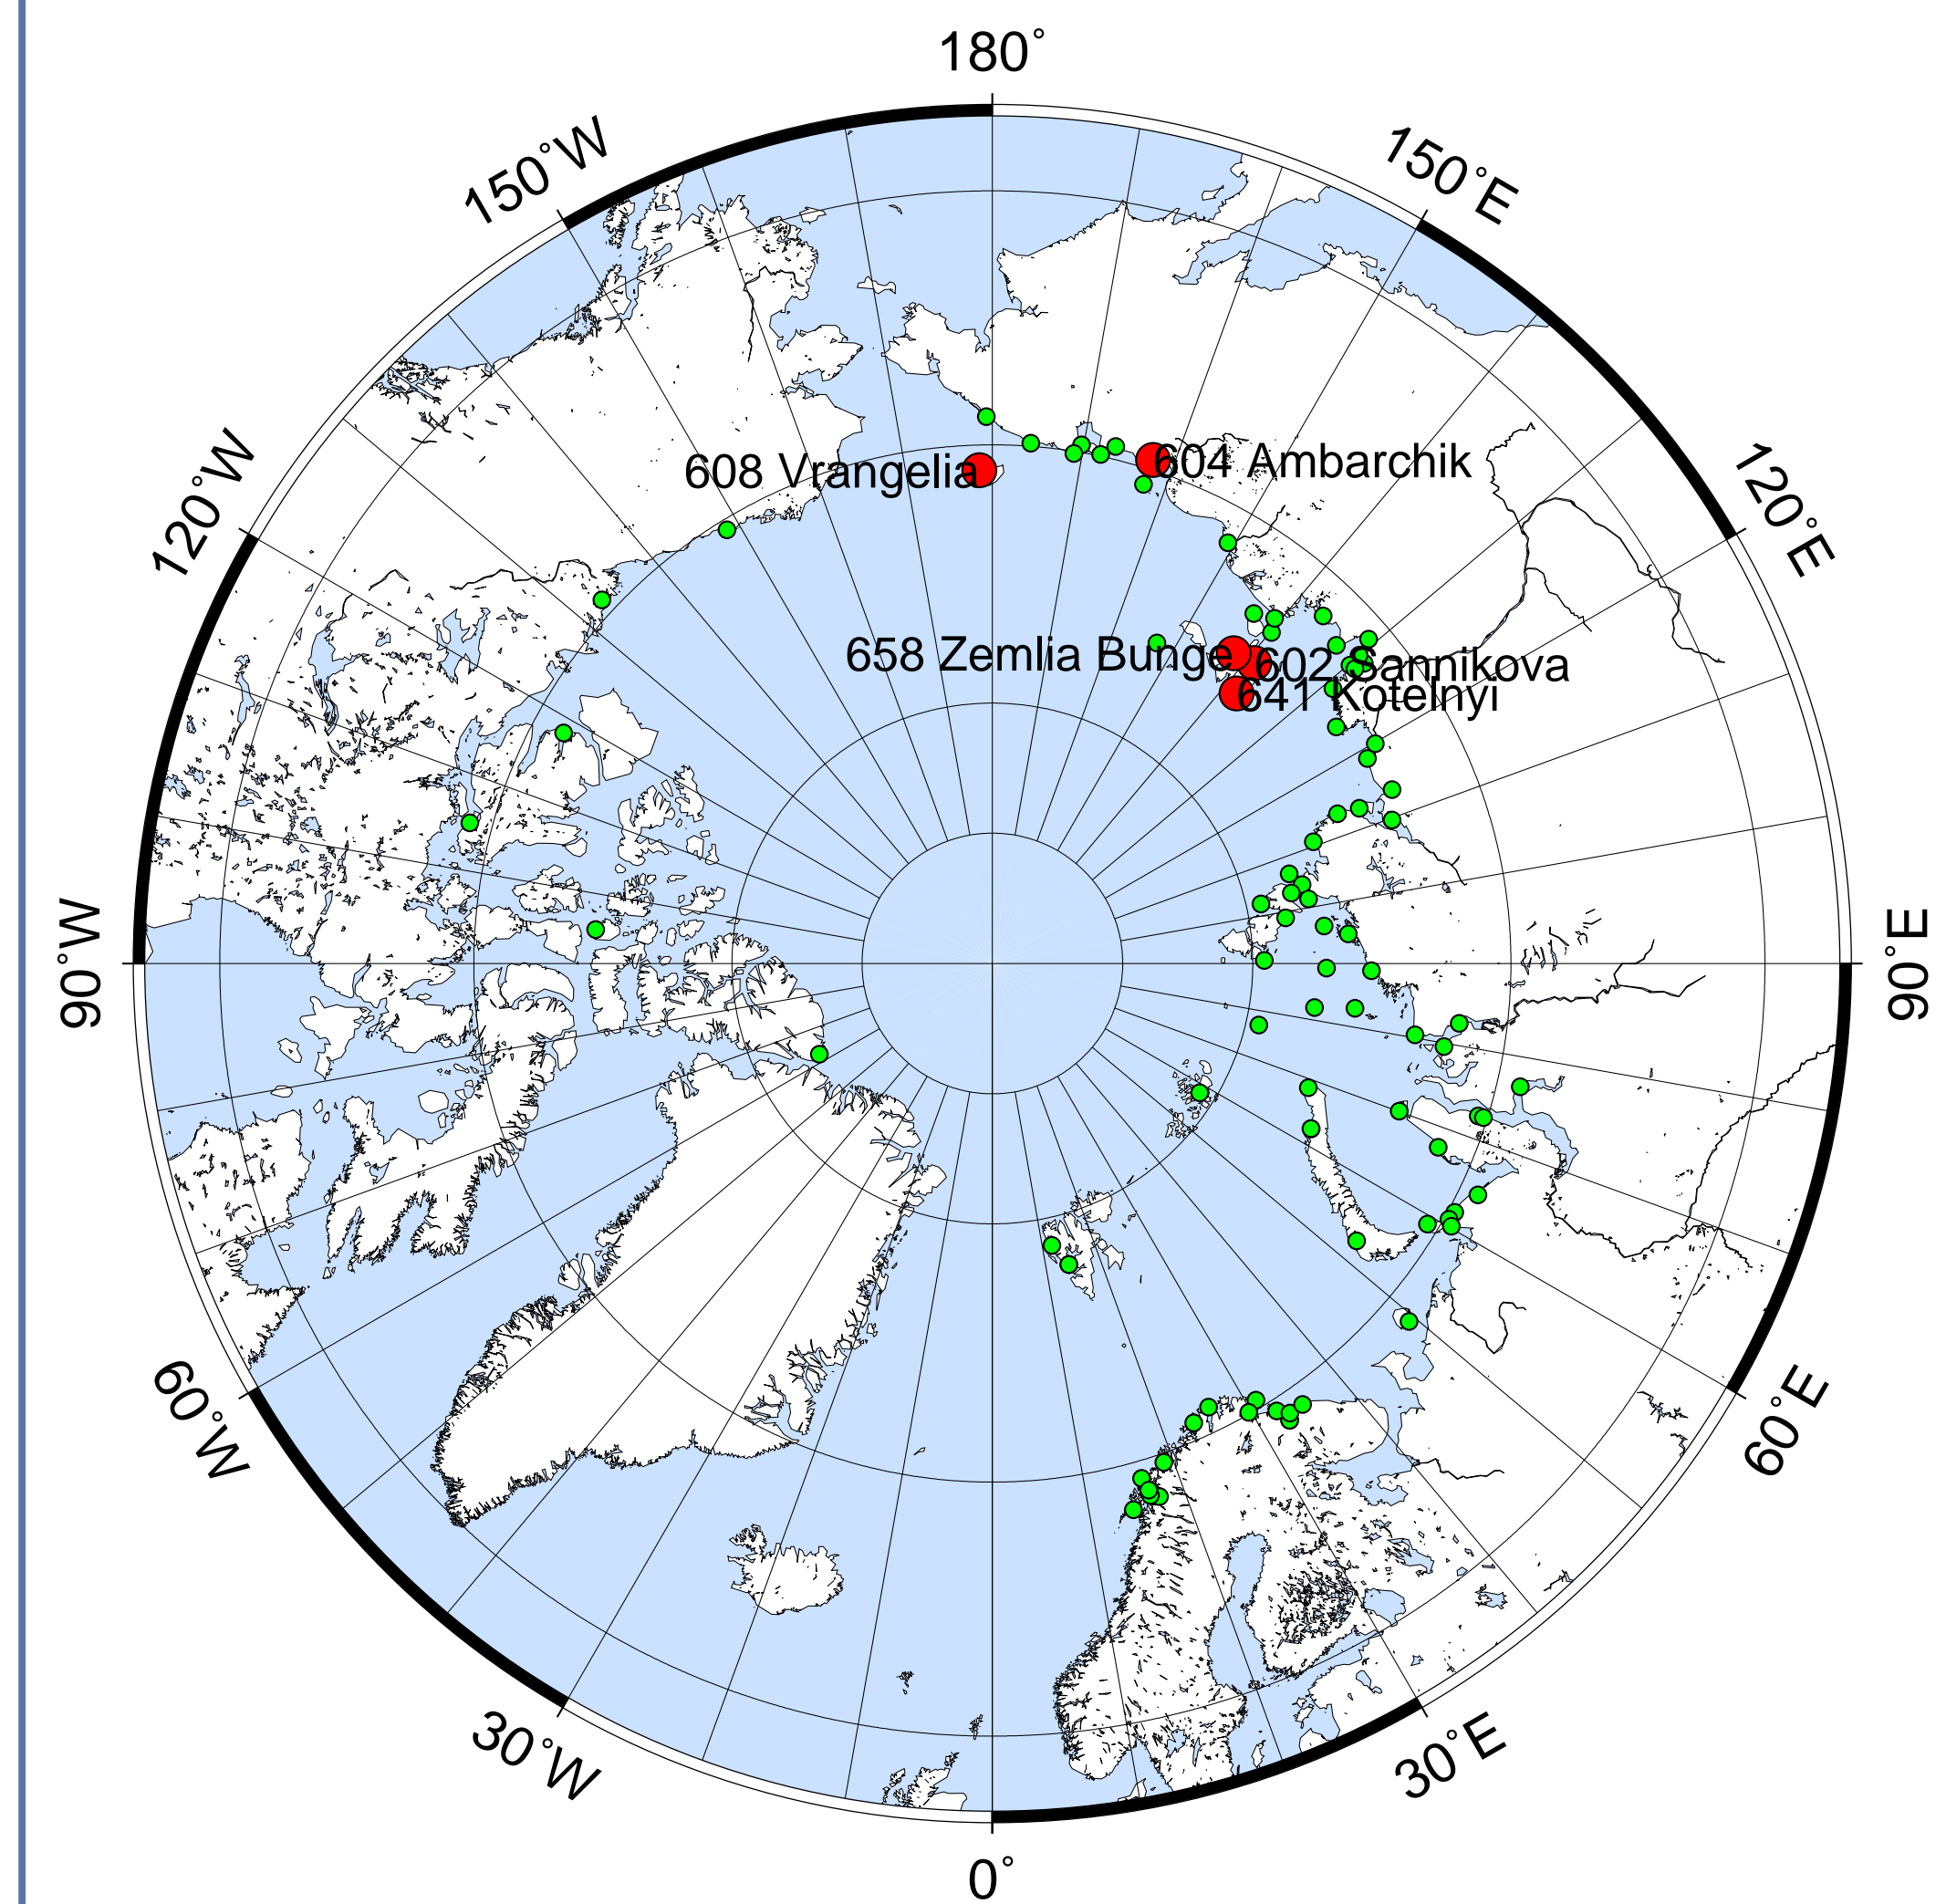 180°
150°W
150°E
120°W
120°E
608 Vrangelia
604 Ambarchik
658 Zemlia Bunge
602 Sannikova
641 Kotelnyi
90°W
90°E
60°W
60°E
30°W
30°E
0°